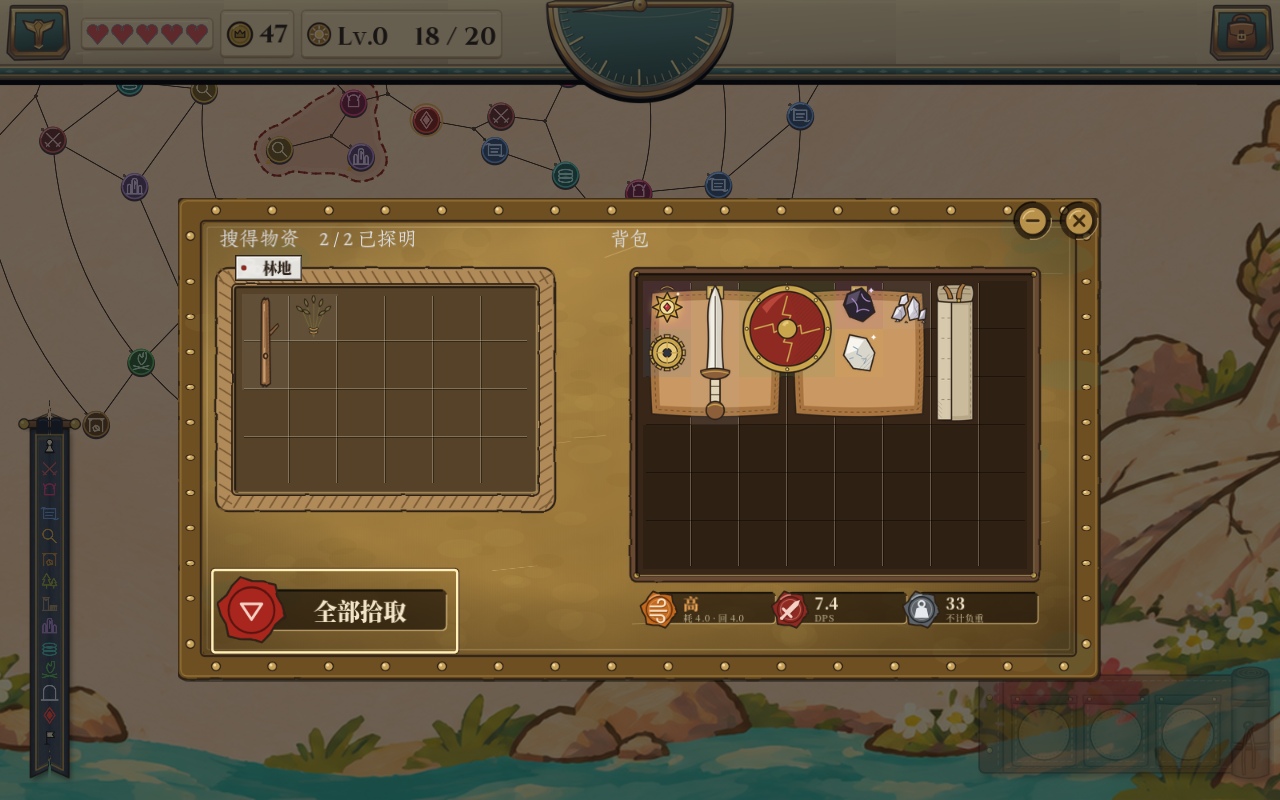 47
Lv.0 18 / 20
搜得物资 2/2 已探明
背包
林地
全部拾取
高
耗 4.0 · 回 4.0
7.4
DPS
33
不计负重